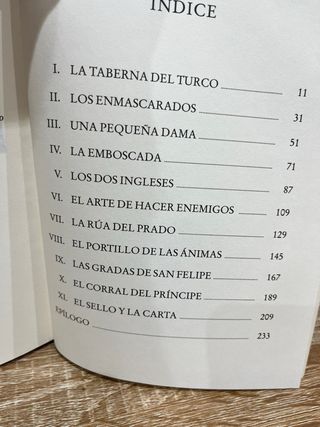 ÍNDICE
I. LA TABERNA DEL TURCO 11
II. LOS ENMASCARADOS 31
III. UNA PEQUEÑA DAMA 51
IV. LA EMBOSCADA 71
V. LOS DOS INGLESES 87
VI. EL ARTE DE HACER ENEMIGOS 109
VII. LA RÚA DEL PRADO 129
VIII. EL PORTILLO DE LAS ÁNIMAS 145
IX. LAS GRADAS DE SAN FELIPE 167
X. EL CORRAL DEL PRÍNCIPE 189
XI. EL SELLO Y LA CARTA 209
EPÍLOGO 233